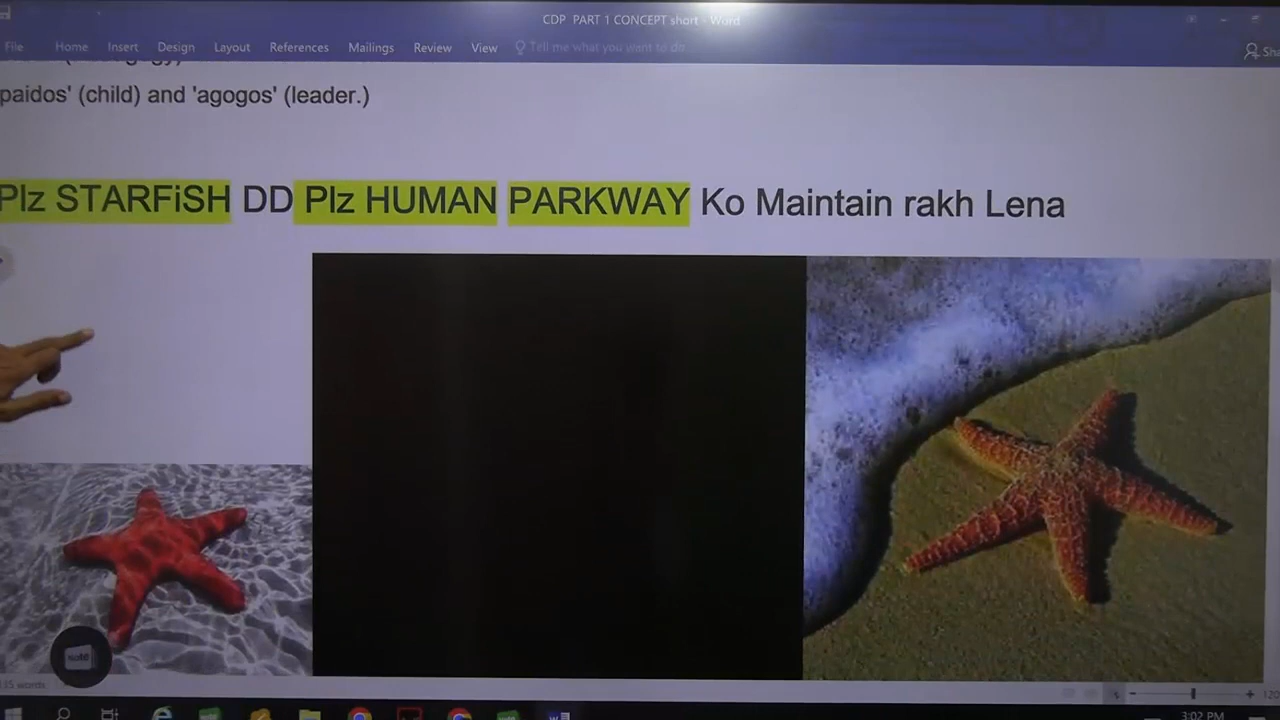 CDP PART 1 CONCEPT short - Word
File Home Insert Design Layout References Mailings Review View Tell me what you want to do
paidos' (child) and 'agogos' (leader.)
Plz STARFiSH DD Plz HUMAN PARKWAY Ko Maintain rakh Lena
words
3:02 PM